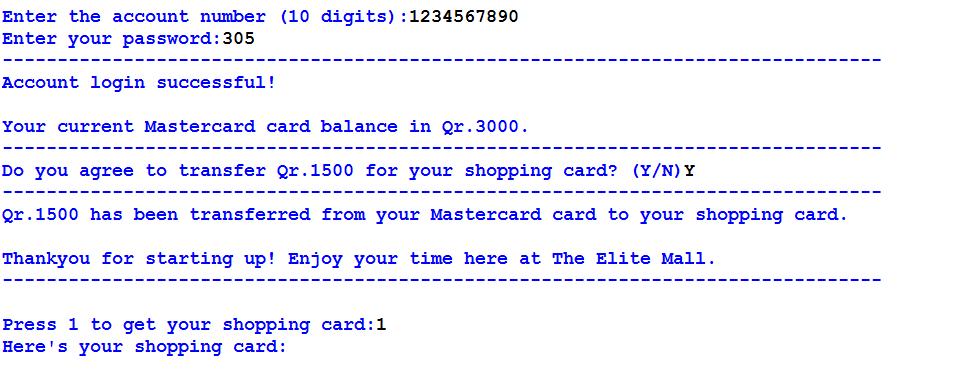 Enter the account number (10 digits):1234567890
Enter your password:305
--------------------------------------------------------------------------------
Account login successful!
Your current Mastercard card balance in Qr.3000.
--------------------------------------------------------------------------------
Do you agree to transfer Qr.1500 for your shopping card? (Y/N)Y
--------------------------------------------------------------------------------
Qr.1500 has been transferred from your Mastercard card to your shopping card.
Thankyou for starting up! Enjoy your time here at The Elite Mall.
--------------------------------------------------------------------------------
Press 1 to get your shopping card:1
Here's your shopping card: